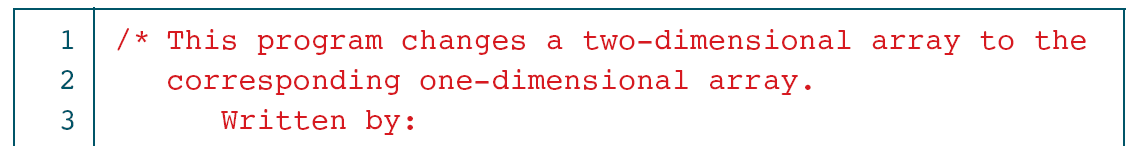 1 /* This program changes a two-dimensional array to the
2 corresponding one-dimensional array.
3 Written by: